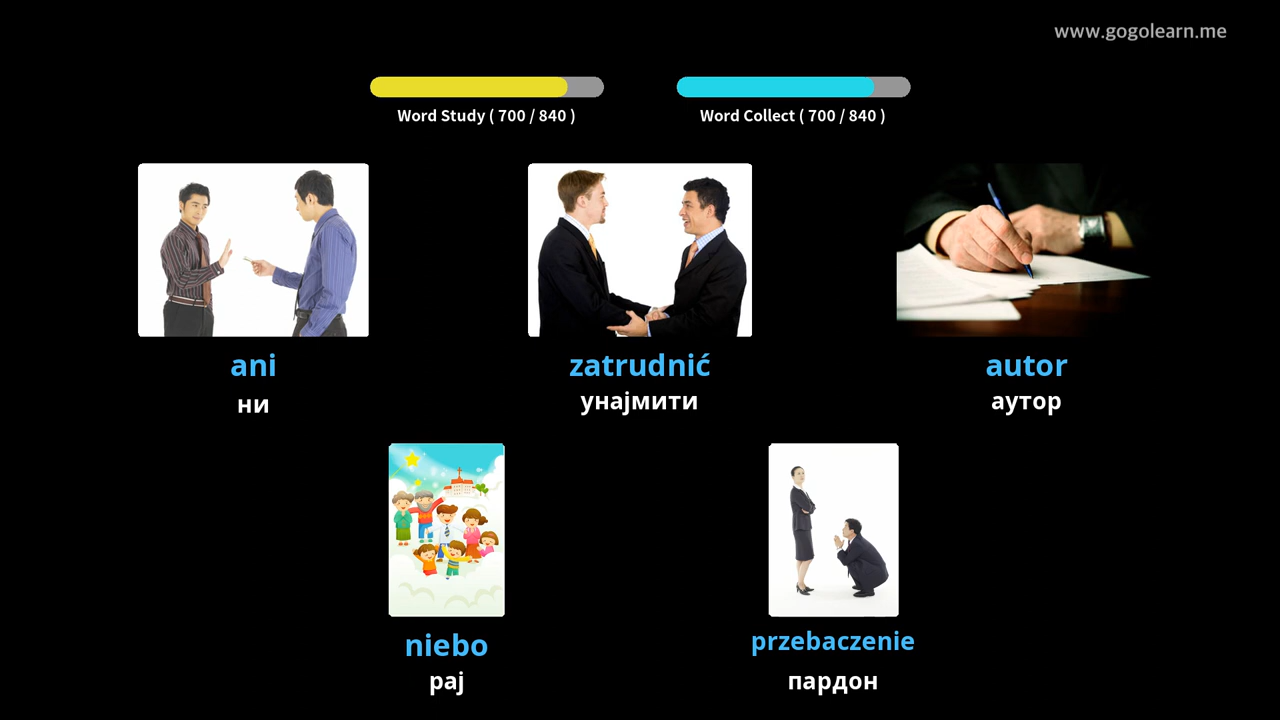 www.gogolearn.me
Word Study ( 700 / 840 )
Word Collect ( 700 / 840 )
ani
ни
zatrudnić
унајмити
autor
аутор
niebo
рај
przebaczenie
пардон